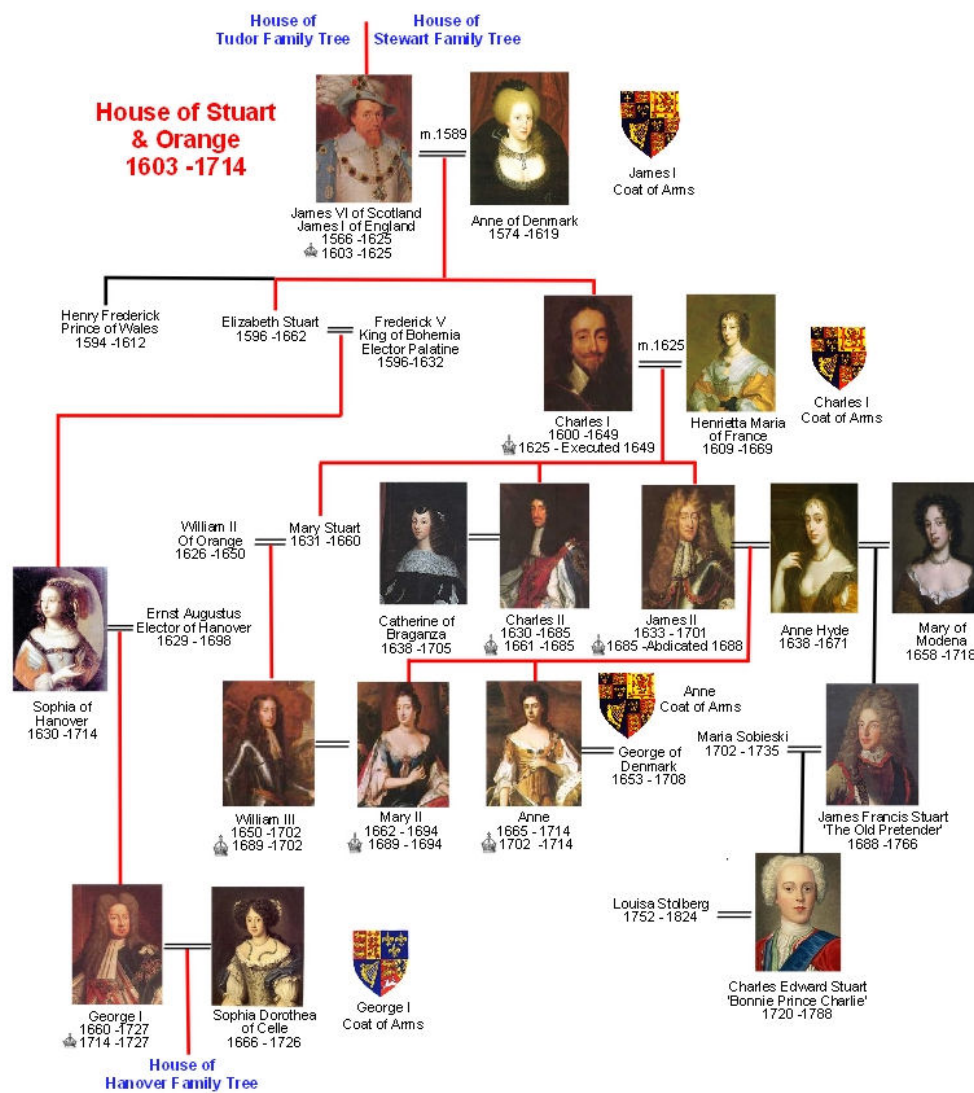 House of
Tudor Family Tree
House of
Stewart Family Tree
House of Stuart
& Orange
1603 -1714
m.1589
James I
Coat of Arms
James VI of Scotland
James I of England
1566 -1625
1603 -1625
Anne of Denmark
1574 -1619
Henry Frederick
Prince of Wales
1594 -1612
Elizabeth Stuart
1596 -1662
Frederick V
King of Bohemia
Elector Palatine
1596-1632
m.1625
Charles I
Coat of Arms
Charles I
1600 -1649
1625 - Executed 1649
Henrietta Maria
of France
1609 -1669
William II
Of Orange
1626 -1650
Mary Stuart
1631 -1660
Ernst Augustus
Elector of Hanover
1629 - 1698
Catherine of
Braganza
1638 -1705
Charles II
1630 -1685
1661 -1685
James II
1633 - 1701
1685 -Abdicated 1688
Anne Hyde
1638 -1671
Mary of
Modena
1658 -1718
Sophia of
Hanover
1630 -1714
Anne
Coat of Arms
George of
Denmark
1653 - 1708
Maria Sobieski
1702 - 1735
William III
1650 -1702
1689 -1702
Mary II
1662 - 1694
1689 - 1694
Anne
1665 - 1714
1702 -1714
James Francis Stuart
'The Old Pretender'
1688 - 1766
Louisa Stolberg
1752 - 1824
Charles Edward Stuart
'Bonnie Prince Charlie'
1720 -1788
George I
1660 -1727
1714 -1727
Sophia Dorothea
of Celle
1666 - 1726
George I
Coat of Arms
House of
Hanover Family Tree